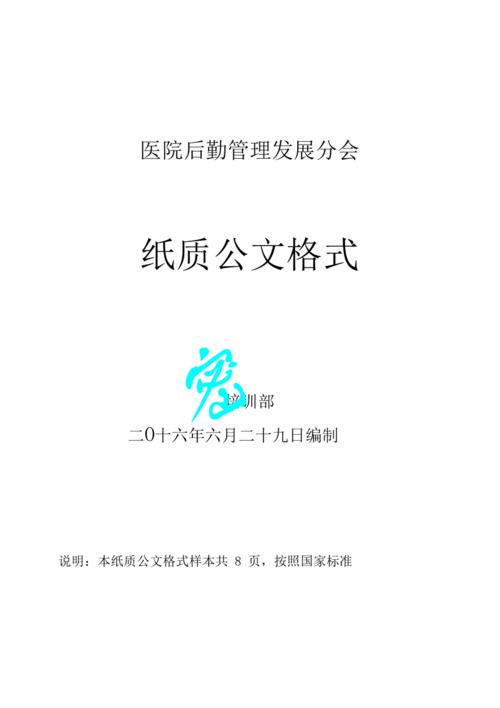 医院后勤管理发展分会
纸质公文格式
培训部
二0十六年六月二十九日编制
说明：本纸质公文格式样本共 8 页，按照国家标准